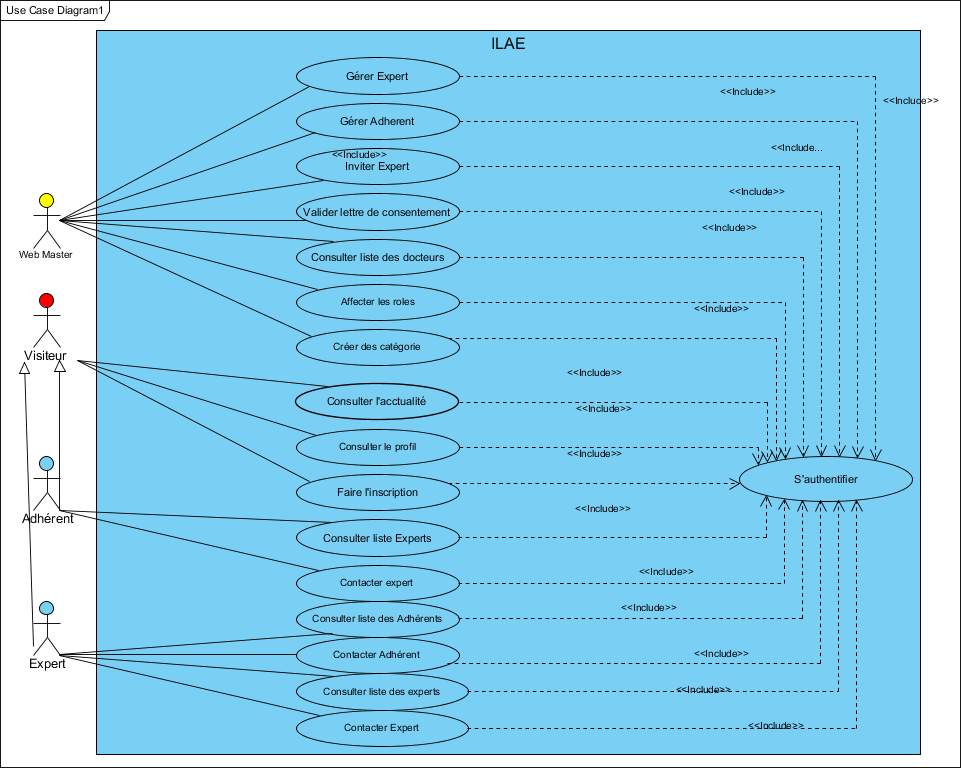 Use Case Diagram1
ILAE
Gérer Expert
<<Include>>
<<Include>>
Gérer Adherent
<<Include...
<<Include>>
Inviter Expert
<<Include>>
Valider lettre de consentement
<<Include>>
Web Master
Consulter liste des docteurs
Affecter les roles
<<Include>>
Créer des catégorie
Visiteur
<<Include>>
Consulter l'acctualité
<<Include>>
Consulter le profil
<<Include>>
S'authentifier
Faire l'inscription
<<Include>>
Adhérent
Consulter liste Experts
<<Include>>
Contacter expert
<<Include>>
Consulter liste des Adhérents
<<Include>>
Contacter Adhérent
Expert
Consulter liste des experts
<<Include>>
<<Include>>
Contacter Expert